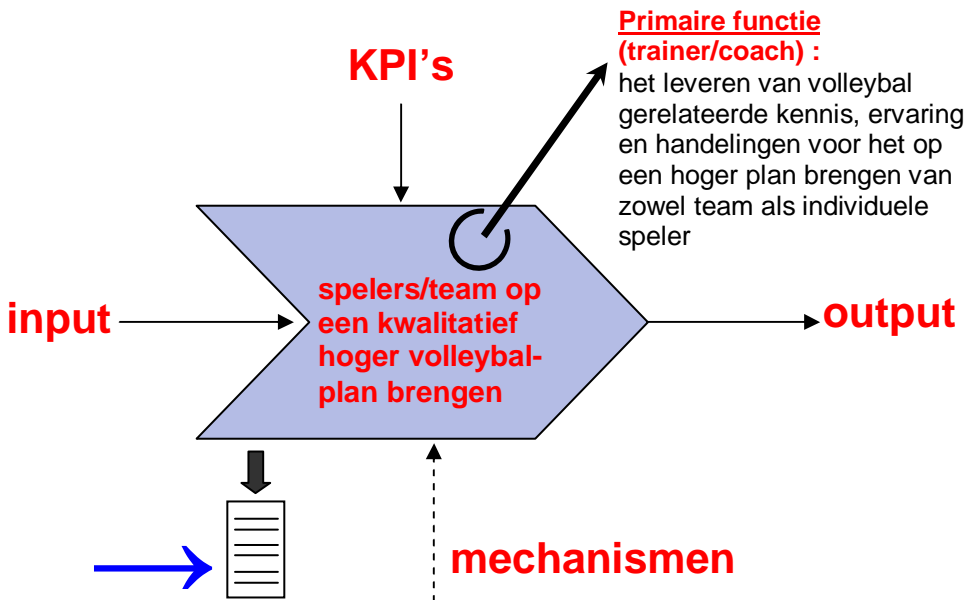 Primaire functie
(trainer/coach) :
het leveren van volleybal
gerelateerde kennis, ervaring
en handelingen voor het op
een hoger plan brengen van
zowel team als individuele
speler
KPI's
input
spelers/team op
een kwalitatief
hoger volleybal-
plan brengen
output
mechanismen